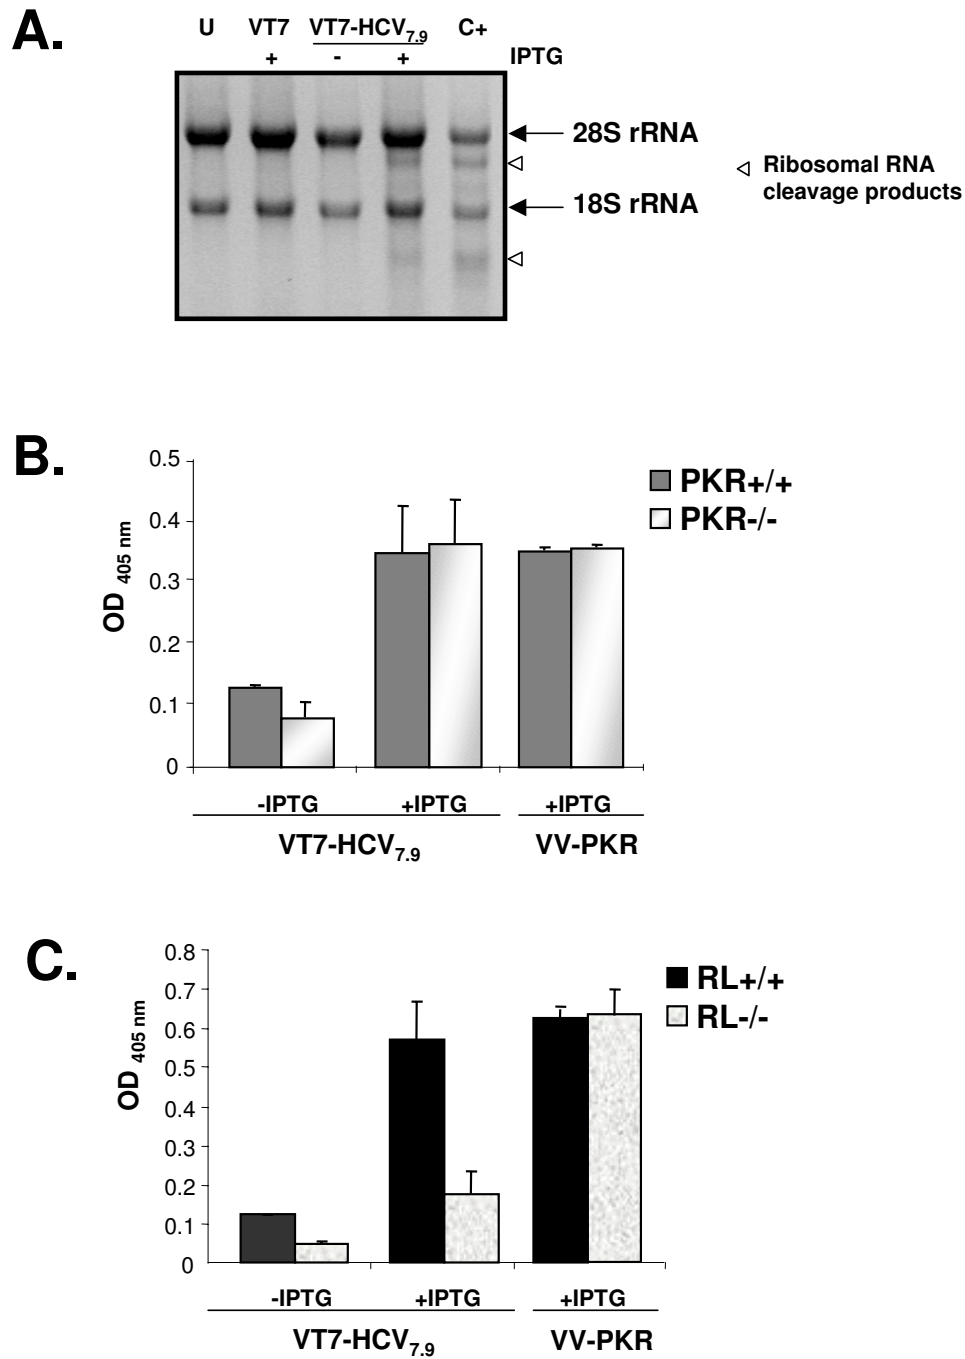 A.
U VT7 VT7-HCV7.9 C+
+ - + IPTG
28S rRNA
Ribosomal RNA
cleavage products
18S rRNA
B.
0.5
0.4
0.3
0.2
0.1
0
OD 405 nm
PKR+/+
PKR-/-
-IPTG +IPTG +IPTG
VT7-HCV7.9 VV-PKR
C.
0.8
0.7
0.6
0.5
0.4
0.3
0.2
0.1
0
OD 405 nm
RL+/+
RL-/-
-IPTG +IPTG +IPTG
VT7-HCV7.9 VV-PKR